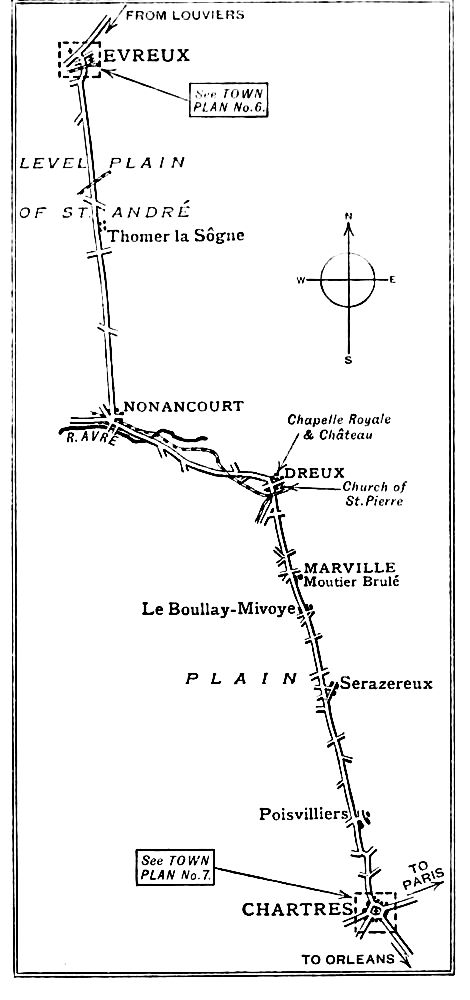 FROM LOUVIERS
EVREUX
See TOWN
PLAN No.6.
LEVEL PLAIN
OF ST. ANDRÉ
Thomer la Sôgne
N
W
E
S
NONANCOURT
R. AVRE
Chapelle Royale
& Château
DREUX
Church of
St. Pierre
MARVILLE
Moutier Brulé
Le Boullay-Mivoye
PLAIN
Serazereux
Poisvilliers
See TOWN
PLAN No.7.
TO
PARIS
CHARTRES
TO ORLEANS